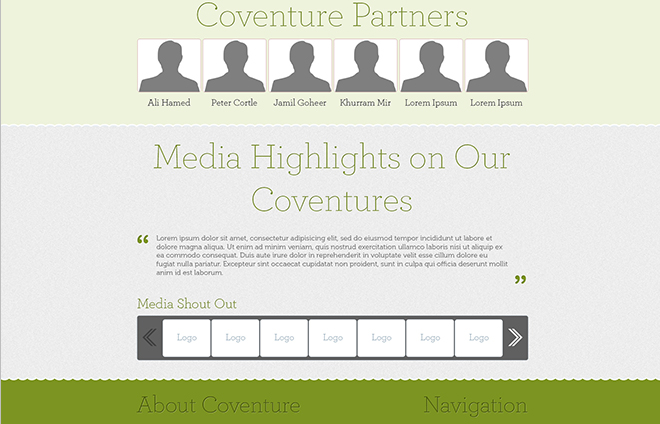 Coventure Partners
Ali Hamed Peter Cortle Jamil Goheer Khurram Mir Lorem Ipsum Lorem Ipsum
Media Highlights on Our
Coventures
“ Lorem ipsum dolor sit amet, consectetur adipisicing elit, sed do eiusmod tempor incididunt ut labore et
dolore magna aliqua. Ut enim ad minim veniam, quis nostrud exercitation ullamco laboris nisi ut aliquip ex
ea commodo consequat. Duis aute irure dolor in reprehenderit in voluptate velit esse cillum dolore eu
fugiat nulla pariatur. Excepteur sint occaecat cupidatat non proident, sunt in culpa qui officia deserunt mollit
anim id est laborum.
”
Media Shout Out
Logo Logo Logo Logo Logo Logo Logo
About Coventure Navigation